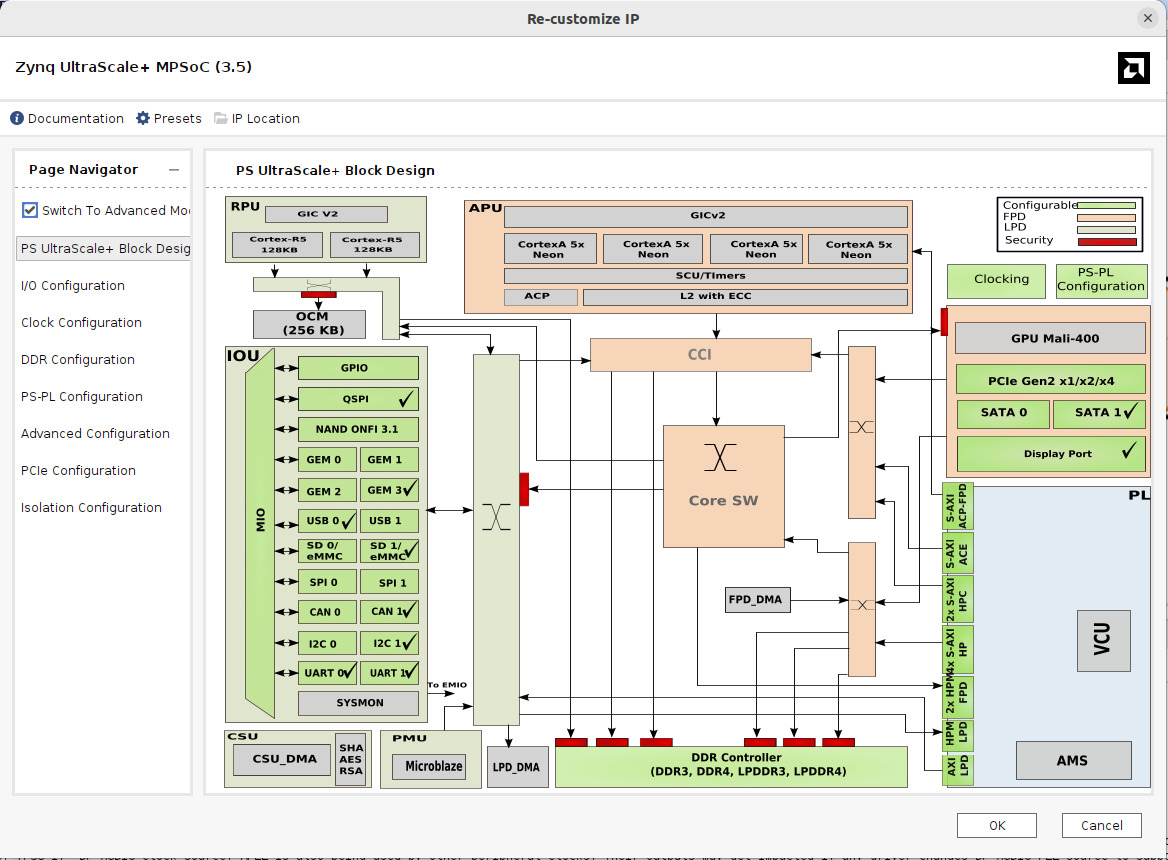 Re-customize IP
Zynq UltraScale+ MPSoC (3.5)
Documentation Presets IP Location
Page Navigator
Switch To Advanced Mo
PS UltraScale+ Block Desig
I/O Configuration
Clock Configuration
DDR Configuration
PS-PL Configuration
Advanced Configuration
PCIe Configuration
Isolation Configuration
PS UltraScale+ Block Design
RPU
GIC V2
Cortex-R5
128KB
Cortex-R5
128KB
OCM
(256 KB)
APU
GICv2
CortexA 5x
Neon
CortexA 5x
Neon
CortexA 5x
Neon
CortexA 5x
Neon
SCU/TImers
ACP
L2 with ECC
Configurable
FPD
LPD
Security
Clocking
PS-PL
Configuration
GPU Mali-400
PCIe Gen2 x1/x2/x4
SATA 0
SATA 1
Display Port
IOU
MIO
GPIO
QSPI
NAND ONFI 3.1
GEM 0
GEM 1
GEM 2
GEM 3
USB 0
USB 1
SD 0/
eMMC
SD 1/
eMMC
SPI 0
SPI 1
CAN 0
CAN 1
I2C 0
I2C 1
UART 0
UART 1
SYSMON
To EMIO
CCI
Core SW
FPD_DMA
PL
S-AXI
ACP-FPD
S-AXI
ACE
2x S-AXI
HPC
4x S-AXI
HP
2x HPM
FPD
HPM
LPD
AXI
LPD
VCU
AMS
CSU
CSU_DMA
SHA
AES
RSA
PMU
Microblaze
LPD_DMA
DDR Controller
(DDR3, DDR4, LPDDR3, LPDDR4)
OK
Cancel